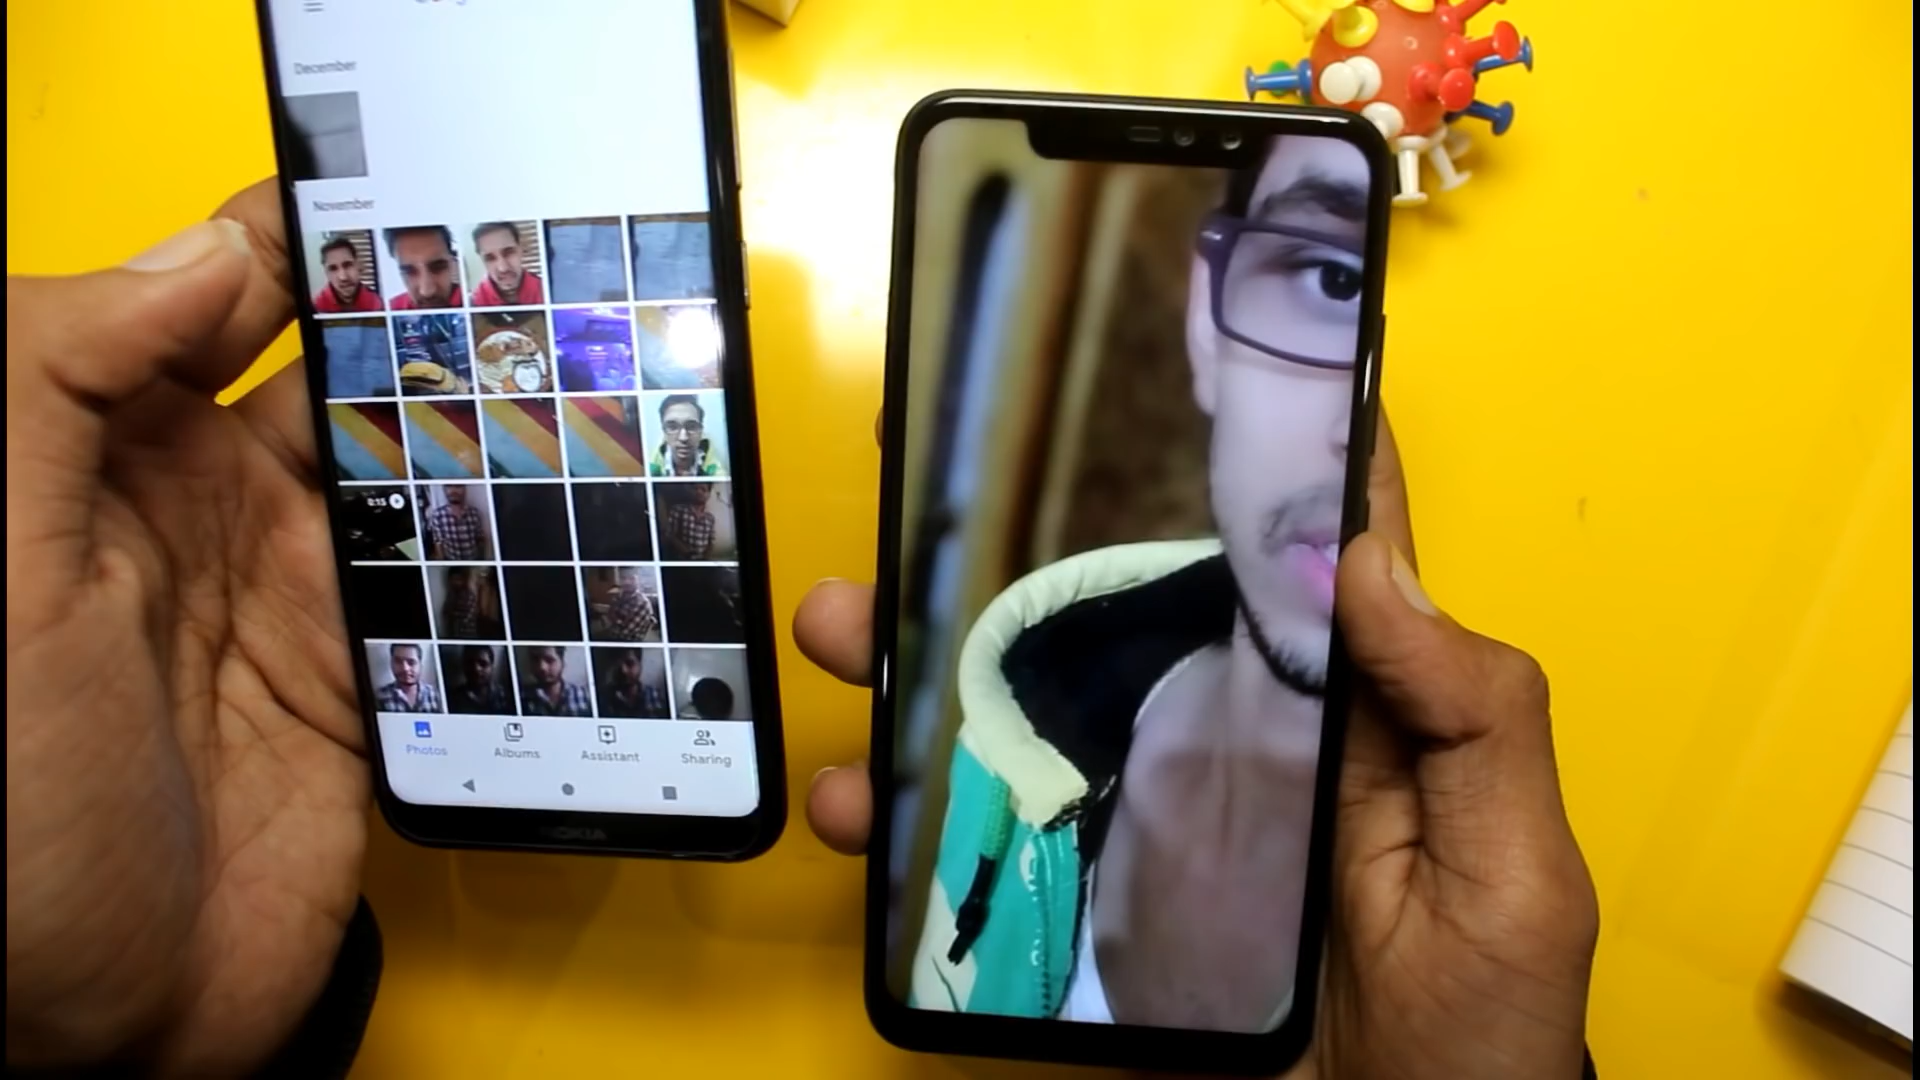 December
November
0:15
Photos
Albums
Assistant
Sharing
NOKIA